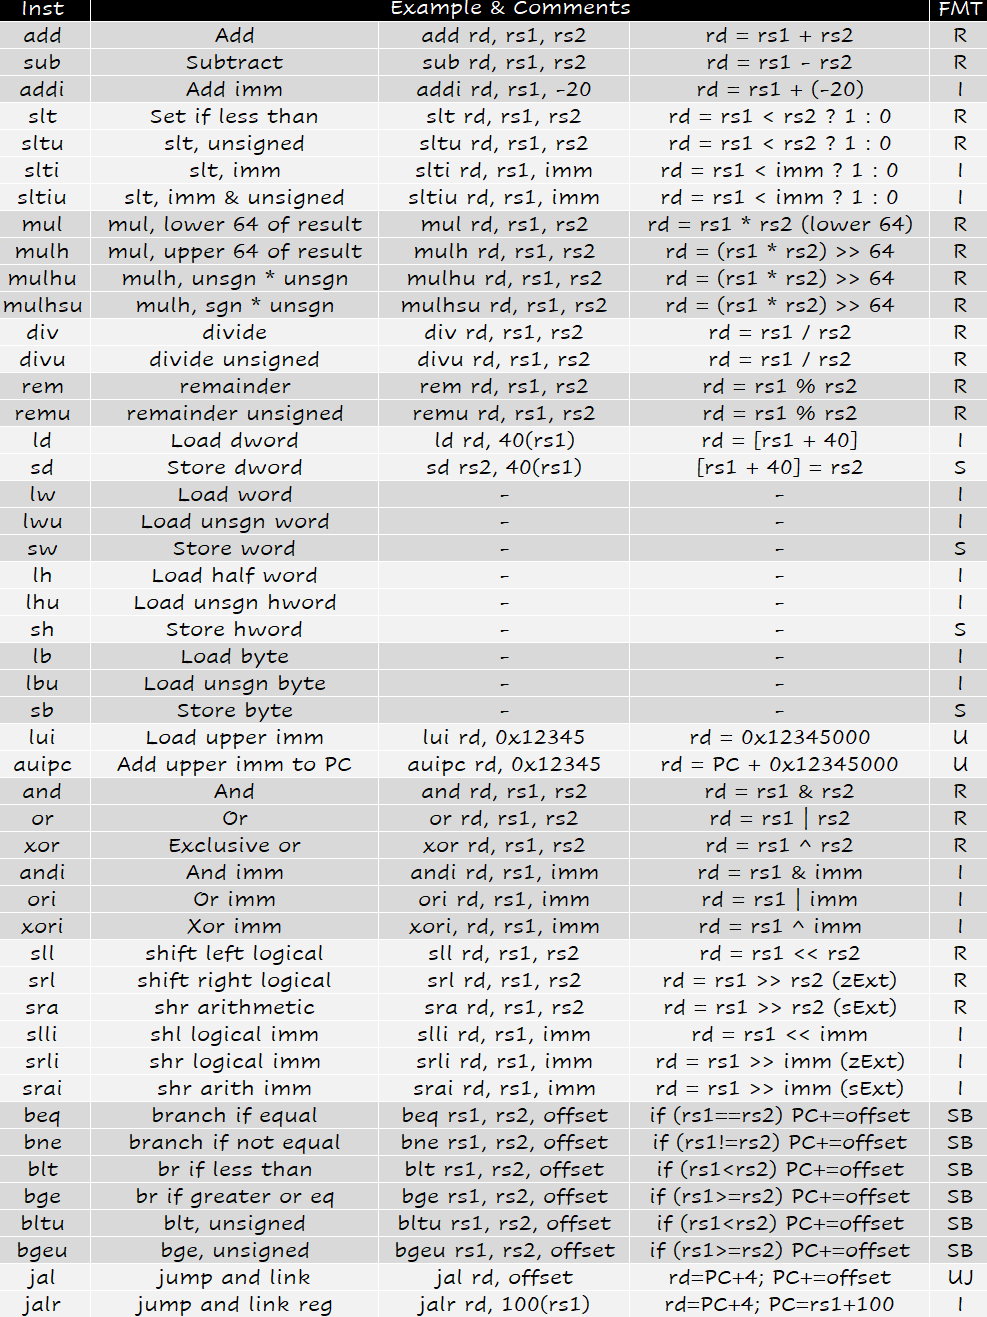 Inst Example & Comments FMT
add Add add rd, rs1, rs2 rd = rs1 + rs2 R
sub Subtract sub rd, rs1, rs2 rd = rs1 - rs2 R
addi Add imm addi rd, rs1, -20 rd = rs1 + (-20) I
slt Set if less than slt rd, rs1, rs2 rd = rs1 < rs2 ? 1 : 0 R
sltu slt, unsigned sltu rd, rs1, rs2 rd = rs1 < rs2 ? 1 : 0 R
slti slt, imm slti rd, rs1, imm rd = rs1 < imm ? 1 : 0 I
sltiu slt, imm & unsigned sltiu rd, rs1, imm rd = rs1 < imm ? 1 : 0 I
mul mul, lower 64 of result mul rd, rs1, rs2 rd = rs1 * rs2 (lower 64) R
mulh mul, upper 64 of result mulh rd, rs1, rs2 rd = (rs1 * rs2) >> 64 R
mulhu mulh, unsgn * unsgn mulhu rd, rs1, rs2 rd = (rs1 * rs2) >> 64 R
mulhsu mulh, sgn * unsgn mulhsu rd, rs1, rs2 rd = (rs1 * rs2) >> 64 R
div divide div rd, rs1, rs2 rd = rs1 / rs2 R
divu divide unsigned divu rd, rs1, rs2 rd = rs1 / rs2 R
rem remainder rem rd, rs1, rs2 rd = rs1 % rs2 R
remu remainder unsigned remu rd, rs1, rs2 rd = rs1 % rs2 R
ld Load dword ld rd, 40(rs1) rd = [rs1 + 40] I
sd Store dword sd rs2, 40(rs1) [rs1 + 40] = rs2 S
lw Load word - - I
lwu Load unsgn word - - I
sw Store word - - S
lh Load half word - - I
lhu Load unsgn hword - - I
sh Store hword - - S
lb Load byte - - I
lbu Load unsgn byte - - I
sb Store byte - - S
lui Load upper imm lui rd, 0x12345 rd = 0x12345000 U
auipc Add upper imm to PC auipc rd, 0x12345 rd = PC + 0x12345000 U
and And and rd, rs1, rs2 rd = rs1 & rs2 R
or Or or rd, rs1, rs2 rd = rs1 | rs2 R
xor Exclusive or xor rd, rs1, rs2 rd = rs1 ^ rs2 R
andi And imm andi rd, rs1, imm rd = rs1 & imm I
ori Or imm ori rd, rs1, imm rd = rs1 | imm I
xori Xor imm xori, rd, rs1, imm rd = rs1 ^ imm I
sll shift left logical sll rd, rs1, rs2 rd = rs1 << rs2 R
srl shift right logical srl rd, rs1, rs2 rd = rs1 >> rs2 (zExt) R
sra shr arithmetic sra rd, rs1, rs2 rd = rs1 >> rs2 (sExt) R
slli shl logical imm slli rd, rs1, imm rd = rs1 << imm I
srli shr logical imm srli rd, rs1, imm rd = rs1 >> imm (zExt) I
srai shr arith imm srai rd, rs1, imm rd = rs1 >> imm (sExt) I
beq branch if equal beq rs1, rs2, offset if (rs1==rs2) PC+=offset SB
bne branch if not equal bne rs1, rs2, offset if (rs1!=rs2) PC+=offset SB
blt br if less than blt rs1, rs2, offset if (rs1<rs2) PC+=offset SB
bge br if greater or eq bge rs1, rs2, offset if (rs1>=rs2) PC+=offset SB
bltu blt, unsigned bltu rs1, rs2, offset if (rs1<rs2) PC+=offset SB
bgeu bge, unsigned bgeu rs1, rs2, offset if (rs1>=rs2) PC+=offset SB
jal jump and link jal rd, offset rd=PC+4; PC+=offset UJ
jalr jump and link reg jalr rd, 100(rs1) rd=PC+4; PC=rs1+100 I